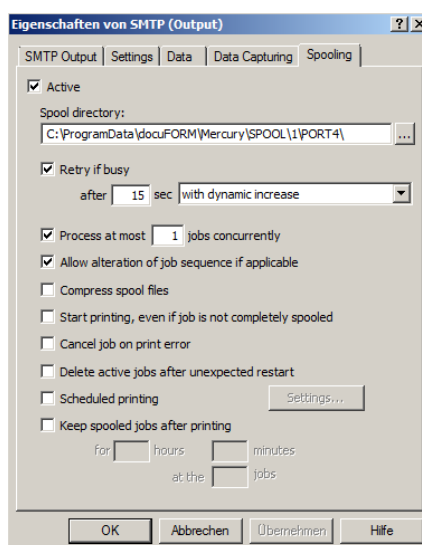 Eigenschaften von SMTP (Output)
SMTP Output Settings Data Data Capturing Spooling
Active
Spool directory:
C:\ProgramData\docuFORM\Mercury\SPOOL\1\PORT4\ ...
Retry if busy
after 15 sec with dynamic increase
Process at most 1 jobs concurrently
Allow alteration of job sequence if applicable
Compress spool files
Start printing, even if job is not completely spooled
Cancel job on print error
Delete active jobs after unexpected restart
Scheduled printing Settings...
Keep spooled jobs after printing
for hours minutes
at the jobs
OK Abbrechen Übernehmen Hilfe